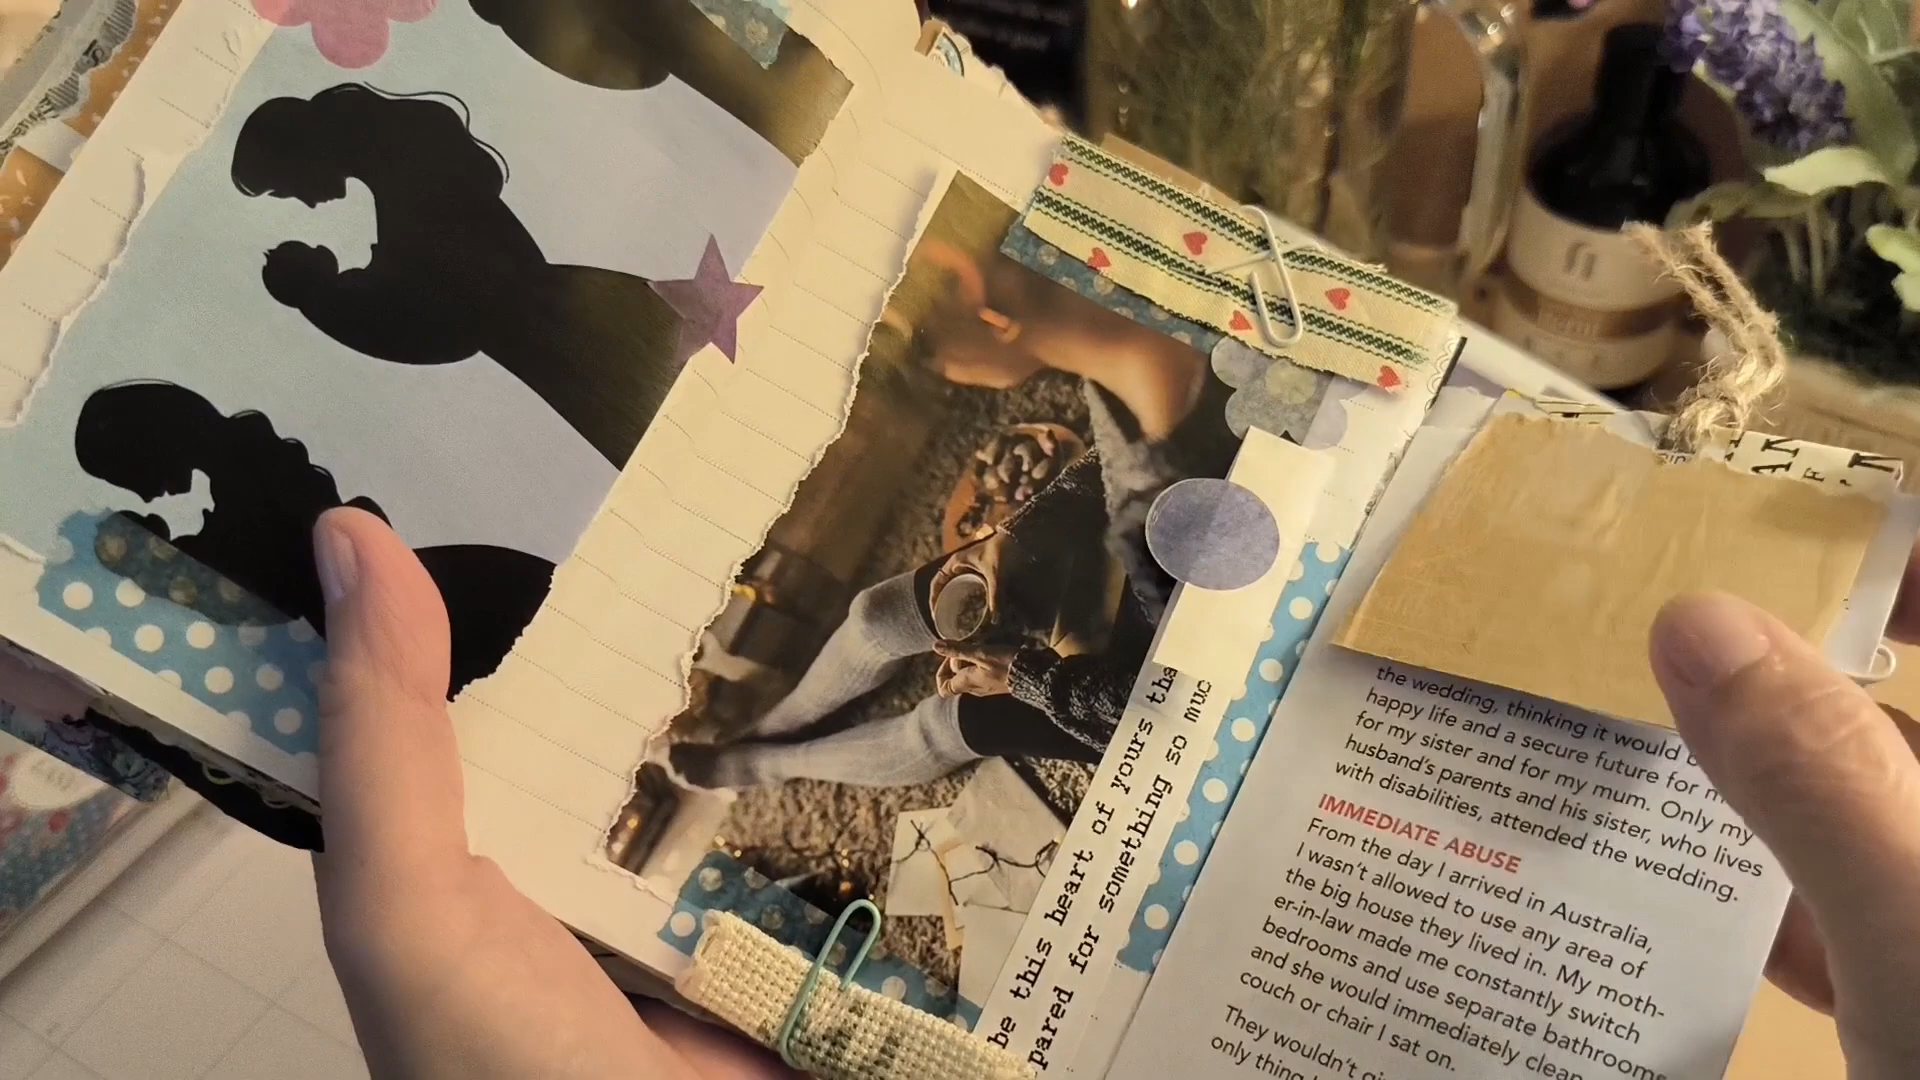 be this heart of yours tha
pared for something so muc
AN
F
the wedding, thinking it would b
happy life and a secure future for m
for my sister and for my mum. Only my
husband's parents and his sister, who lives
with disabilities, attended the wedding.
IMMEDIATE ABUSE
From the day I arrived in Australia,
I wasn't allowed to use any area of
the big house they lived in. My moth-
er-in-law made me constantly switch
bedrooms and use separate bathrooms
and she would immediately clean
couch or chair I sat on.
They wouldn't gi
only thing